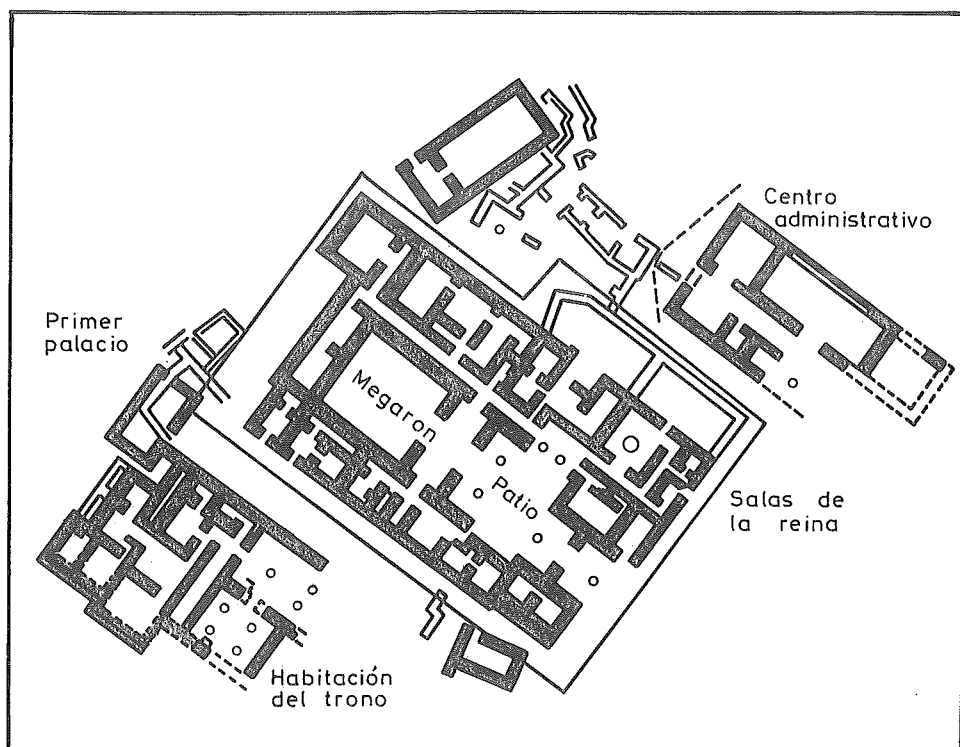 Centro
administrativo
Primer
palacio
Megaron
Patio
Salas de
la reina
Habitación
del trono